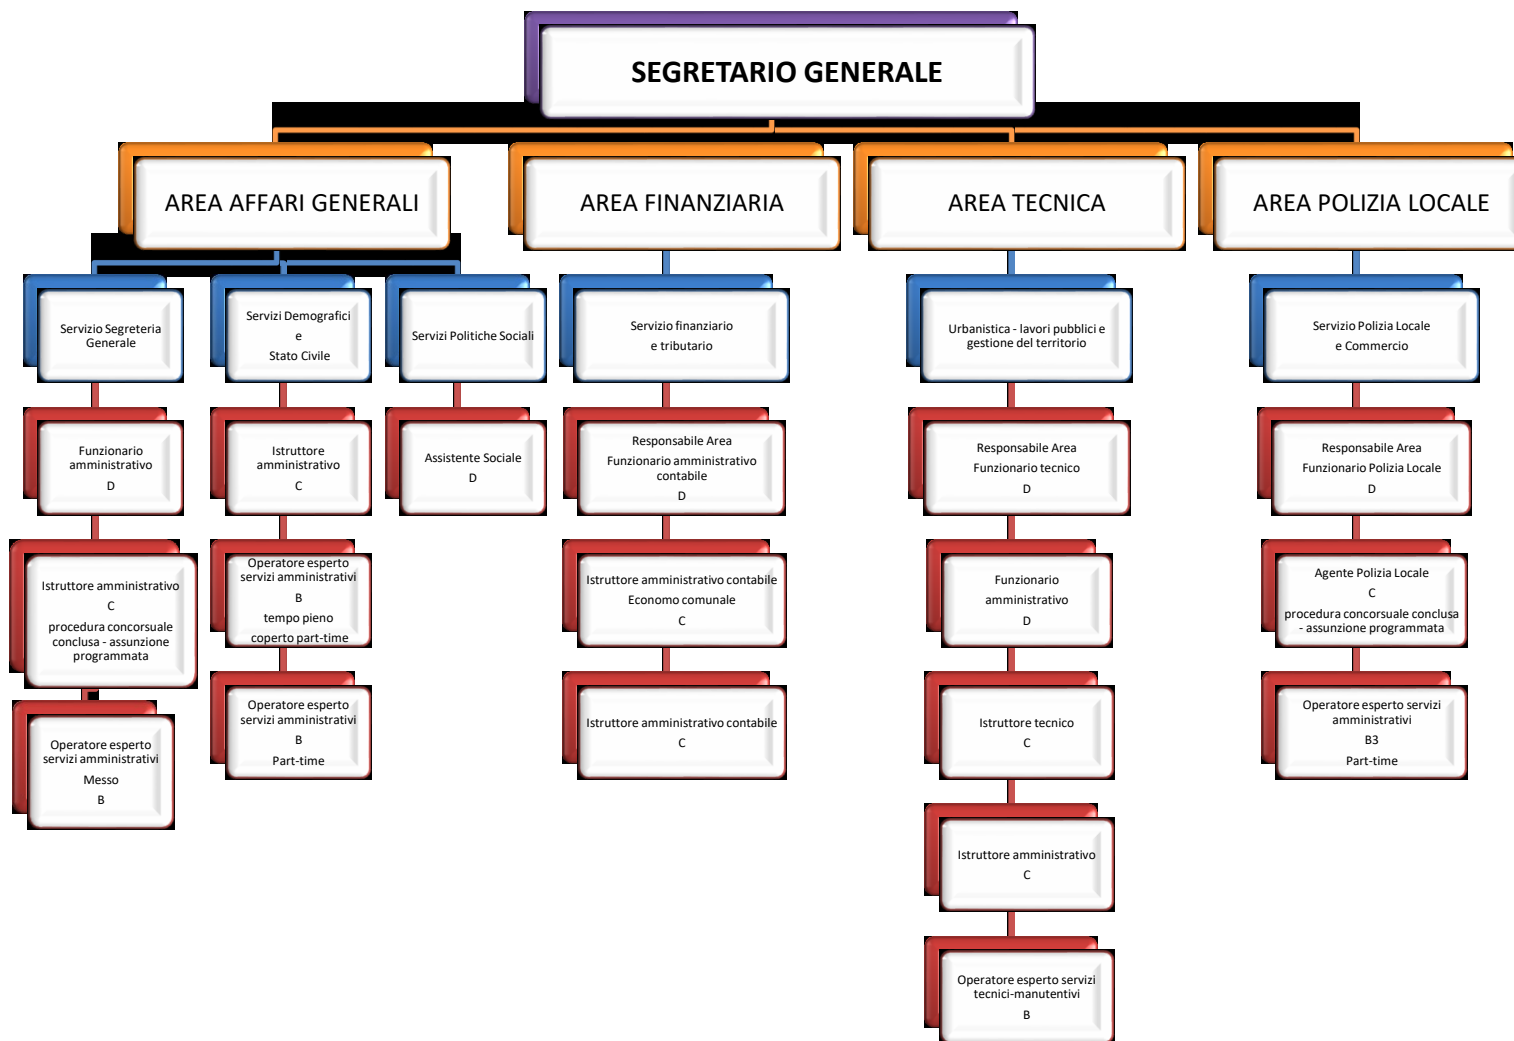 SEGRETARIO GENERALE
AREA AFFARI GENERALI
AREA FINANZIARIA
AREA TECNICA
AREA POLIZIA LOCALE
Servizio Segreteria
Generale
Servizi Demografici
e
Stato Civile
Servizi Politiche Sociali
Servizio finanziario
e tributario
Urbanistica - lavori pubblici e
gestione del territorio
Servizio Polizia Locale
e Commercio
Funzionario
amministrativo
D
Istruttore
amministrativo
C
Assistente Sociale
D
Responsabile Area
Funzionario amministrativo
contabile
D
Responsabile Area
Funzionario tecnico
D
Responsabile Area
Funzionario Polizia Locale
D
Istruttore amministrativo
C
procedura concorsuale
conclusa - assunzione
programmata
Operatore esperto
servizi amministrativi
B
tempo pieno
coperto part-time
Istruttore amministrativo contabile
Economo comunale
C
Funzionario
amministrativo
D
Agente Polizia Locale
C
procedura concorsuale conclusa
- assunzione programmata
Operatore esperto
servizi amministrativi
Messo
B
Operatore esperto
servizi amministrativi
B
Part-time
Istruttore amministrativo contabile
C
Istruttore tecnico
C
Operatore esperto servizi
amministrativi
B3
Part-time
Istruttore amministrativo
C
Operatore esperto servizi
tecnici-manutentivi
B